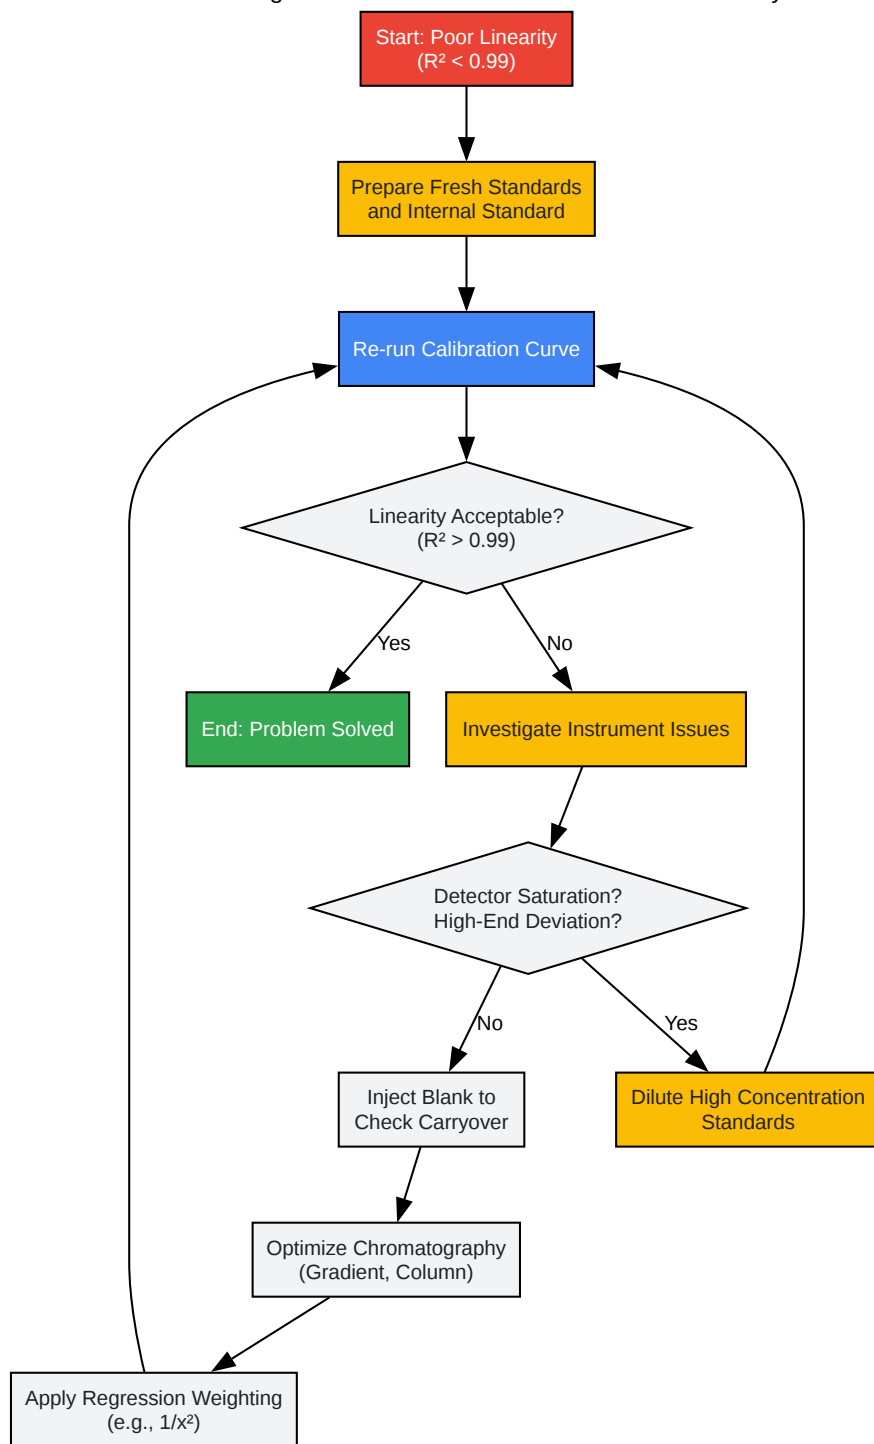 Start: Poor Linearity
(R² < 0.99)
Prepare Fresh Standards
and Internal Standard
Re-run Calibration Curve
Linearity Acceptable?
(R² > 0.99)
Yes
No
End: Problem Solved
Investigate Instrument Issues
Detector Saturation?
High-End Deviation?
No
Yes
Inject Blank to
Check Carryover
Dilute High Concentration
Standards
Optimize Chromatography
(Gradient, Column)
Apply Regression Weighting
(e.g., 1/x²)